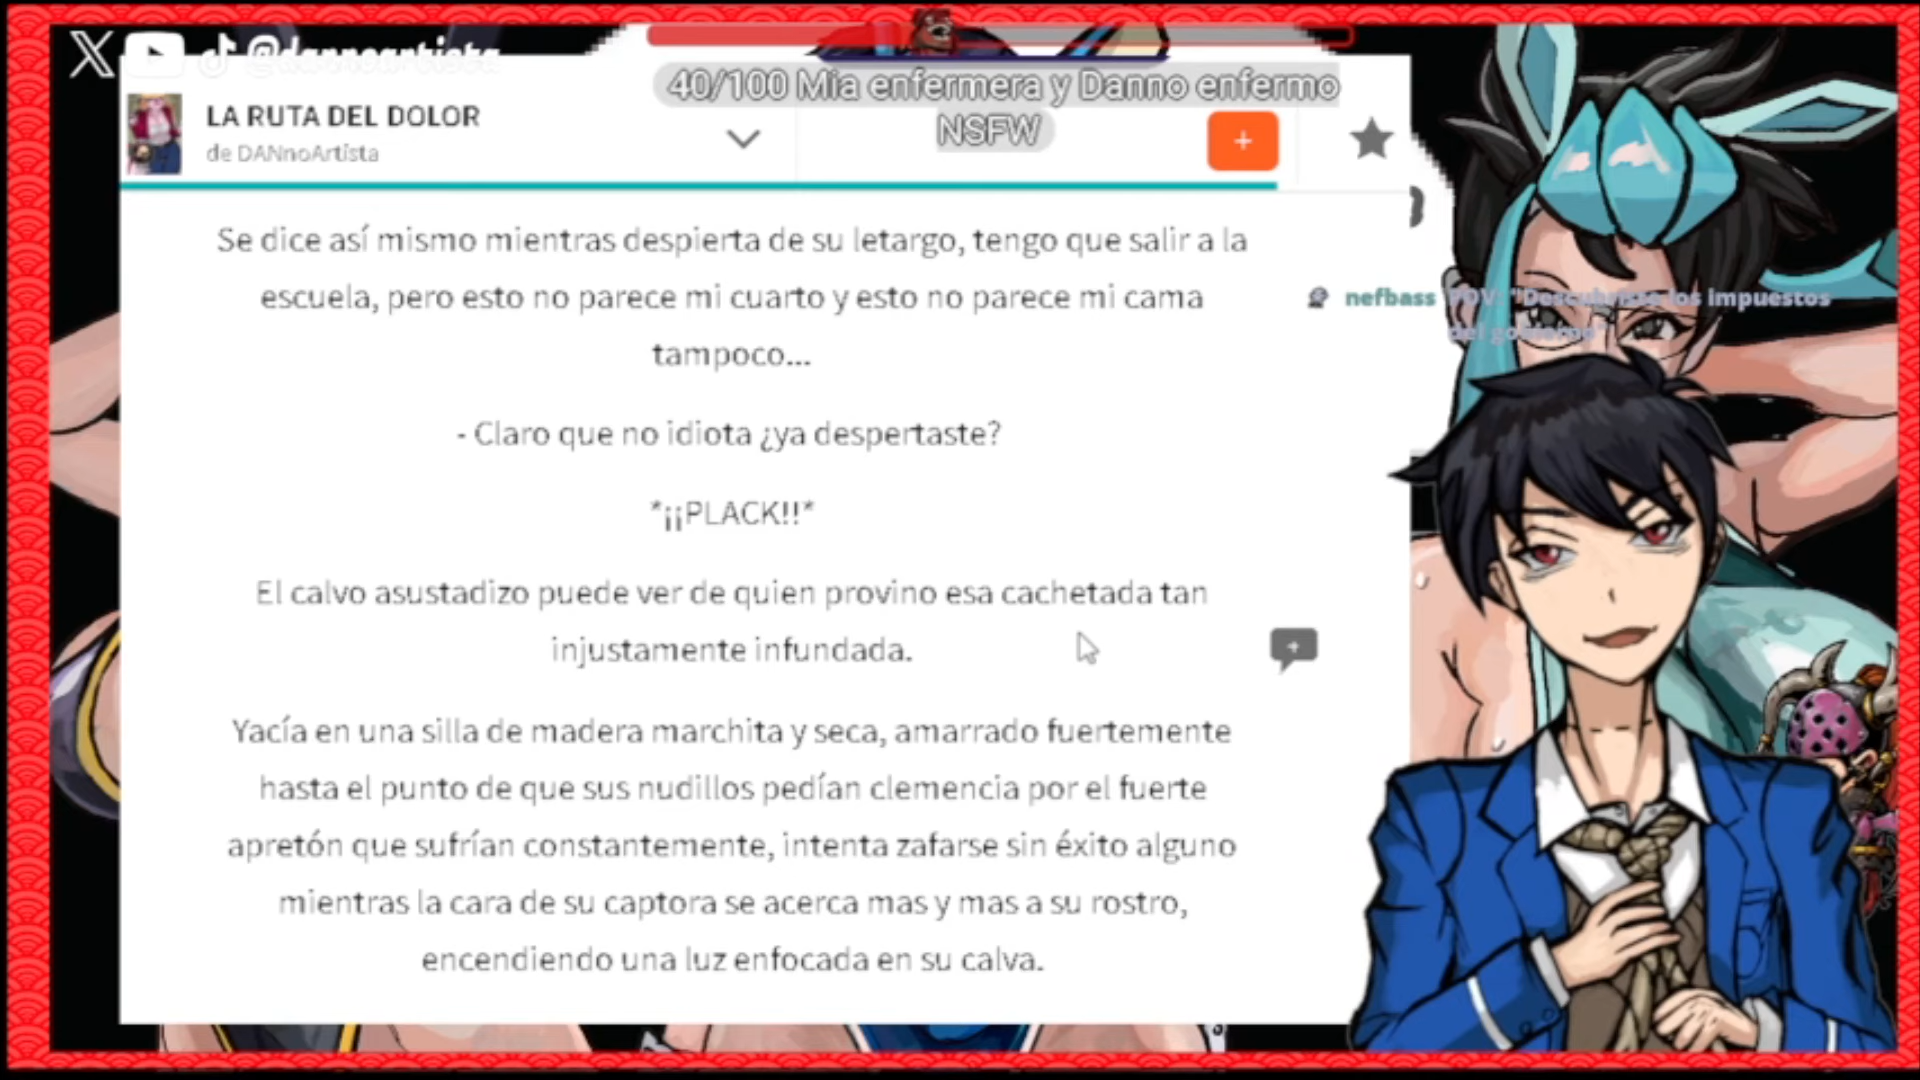 @dannoartista
40/100 Mia enfermera y Danno enfermo
NSFW
LA RUTA DEL DOLOR
de DANnoArtista
Se dice así mismo mientras despierta de su letargo, tengo que salir a la
escuela, pero esto no parece mi cuarto y esto no parece mi cama
tampoco...
nefbass POV: "Descubriste los impuestos
del gobierno"
- Claro que no idiota ¿ya despertaste?
*¡¡PLACK!!*
El calvo asustadizo puede ver de quien provino esa cachetada tan
injustamente infundada.
Yacía en una silla de madera marchita y seca, amarrado fuertemente
hasta el punto de que sus nudillos pedían clemencia por el fuerte
apretón que sufrían constantemente, intenta zafarse sin éxito alguno
mientras la cara de su captora se acerca mas y mas a su rostro,
encendiendo una luz enfocada en su calva.